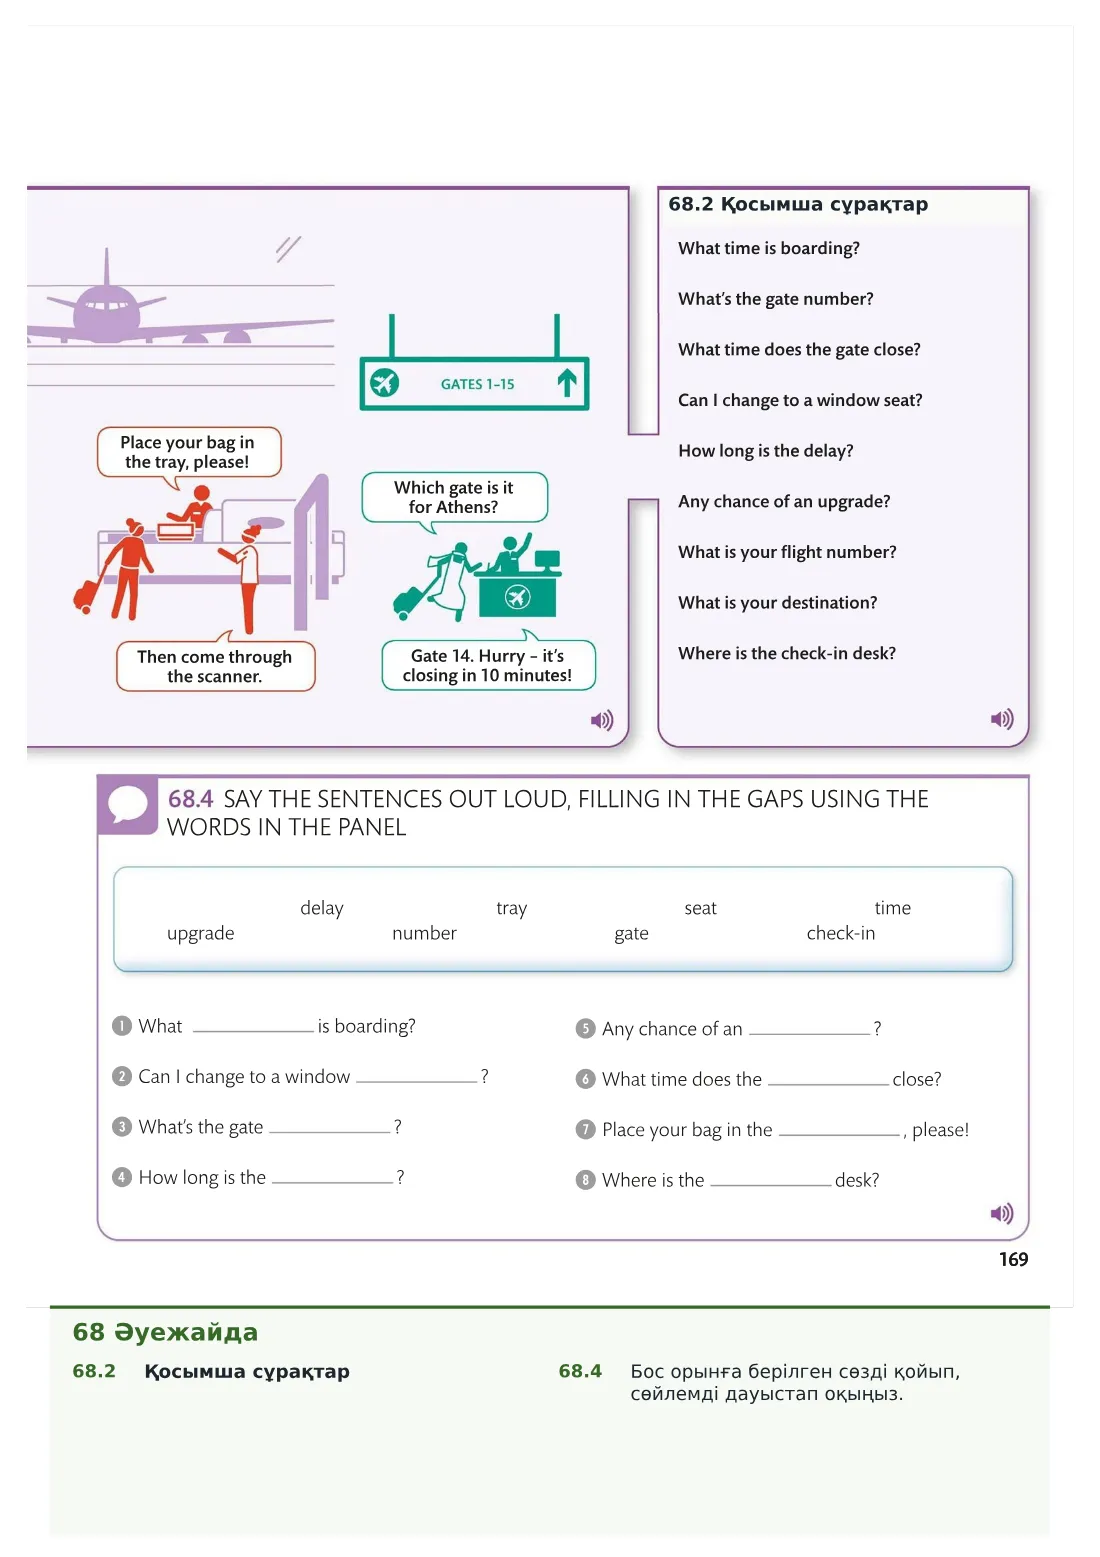 68.2 Қосымша сұрақтар
What time is boarding?
What's the gate number?
What time does the gate close?
Can I change to a window seat?
How long is the delay?
Any chance of an upgrade?
What is your flight number?
What is your destination?
Where is the check-in desk?
GATES 1–15
Place your bag in
the tray, please!
Which gate is it
for Athens?
Then come through
the scanner.
Gate 14. Hurry – it's
closing in 10 minutes!
68.4 SAY THE SENTENCES OUT LOUD, FILLING IN THE GAPS USING THE
WORDS IN THE PANEL
delay tray seat time
upgrade number gate check-in
1 What ____________ is boarding?
2 Can I change to a window ____________ ?
3 What's the gate ____________ ?
4 How long is the ____________ ?
5 Any chance of an ____________ ?
6 What time does the ____________ close?
7 Place your bag in the ____________ , please!
8 Where is the ____________ desk?
169
68 Әуежайда
68.2 Қосымша сұрақтар
68.4 Бос орынға берілген сөзді қойып,
сөйлемді дауыстап оқыңыз.